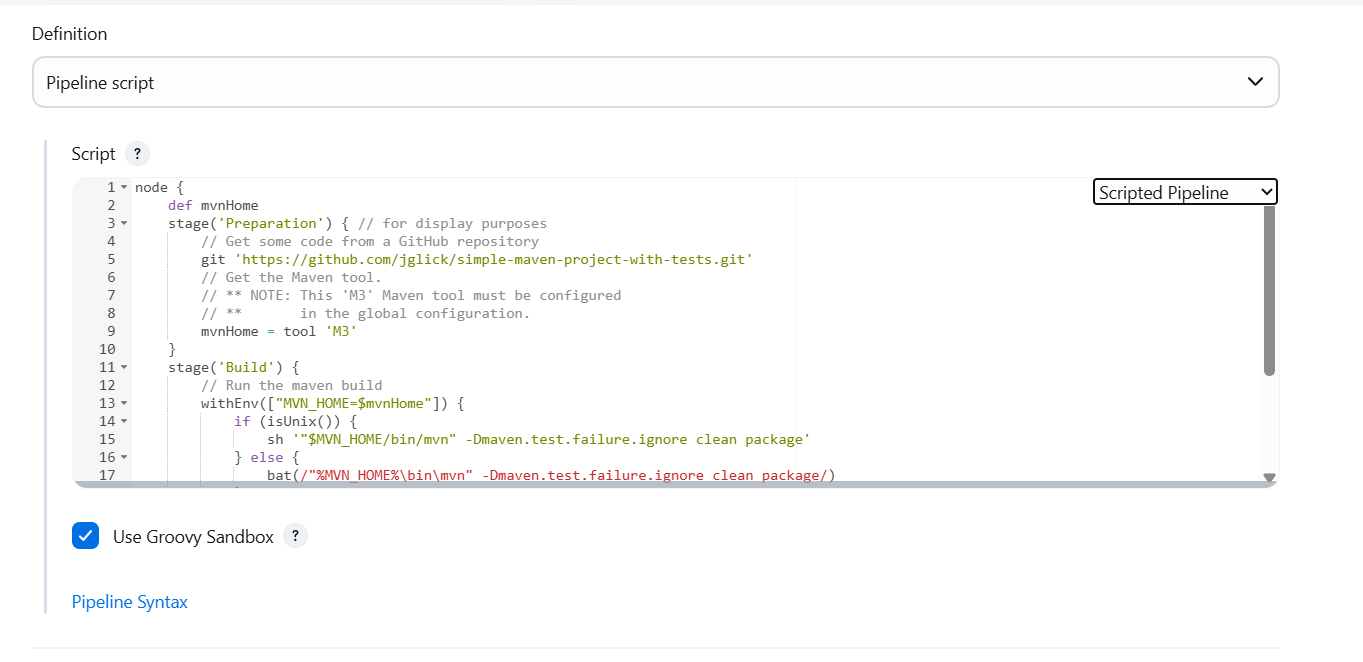 Definition
Pipeline script
Script ?
Scripted Pipeline
1 node {
2     def mvnHome
3     stage('Preparation') { // for display purposes
4         // Get some code from a GitHub repository
5         git 'https://github.com/jglick/simple-maven-project-with-tests.git'
6         // Get the Maven tool.
7         // ** NOTE: This 'M3' Maven tool must be configured
8         // **       in the global configuration.
9         mvnHome = tool 'M3'
10     }
11     stage('Build') {
12         // Run the maven build
13         withEnv(["MVN_HOME=$mvnHome"]) {
14             if (isUnix()) {
15                 sh '"$MVN_HOME/bin/mvn" -Dmaven.test.failure.ignore clean package'
16             } else {
17                 bat(/"%MVN_HOME%\bin\mvn" -Dmaven.test.failure.ignore clean package/)
Use Groovy Sandbox ?
Pipeline Syntax